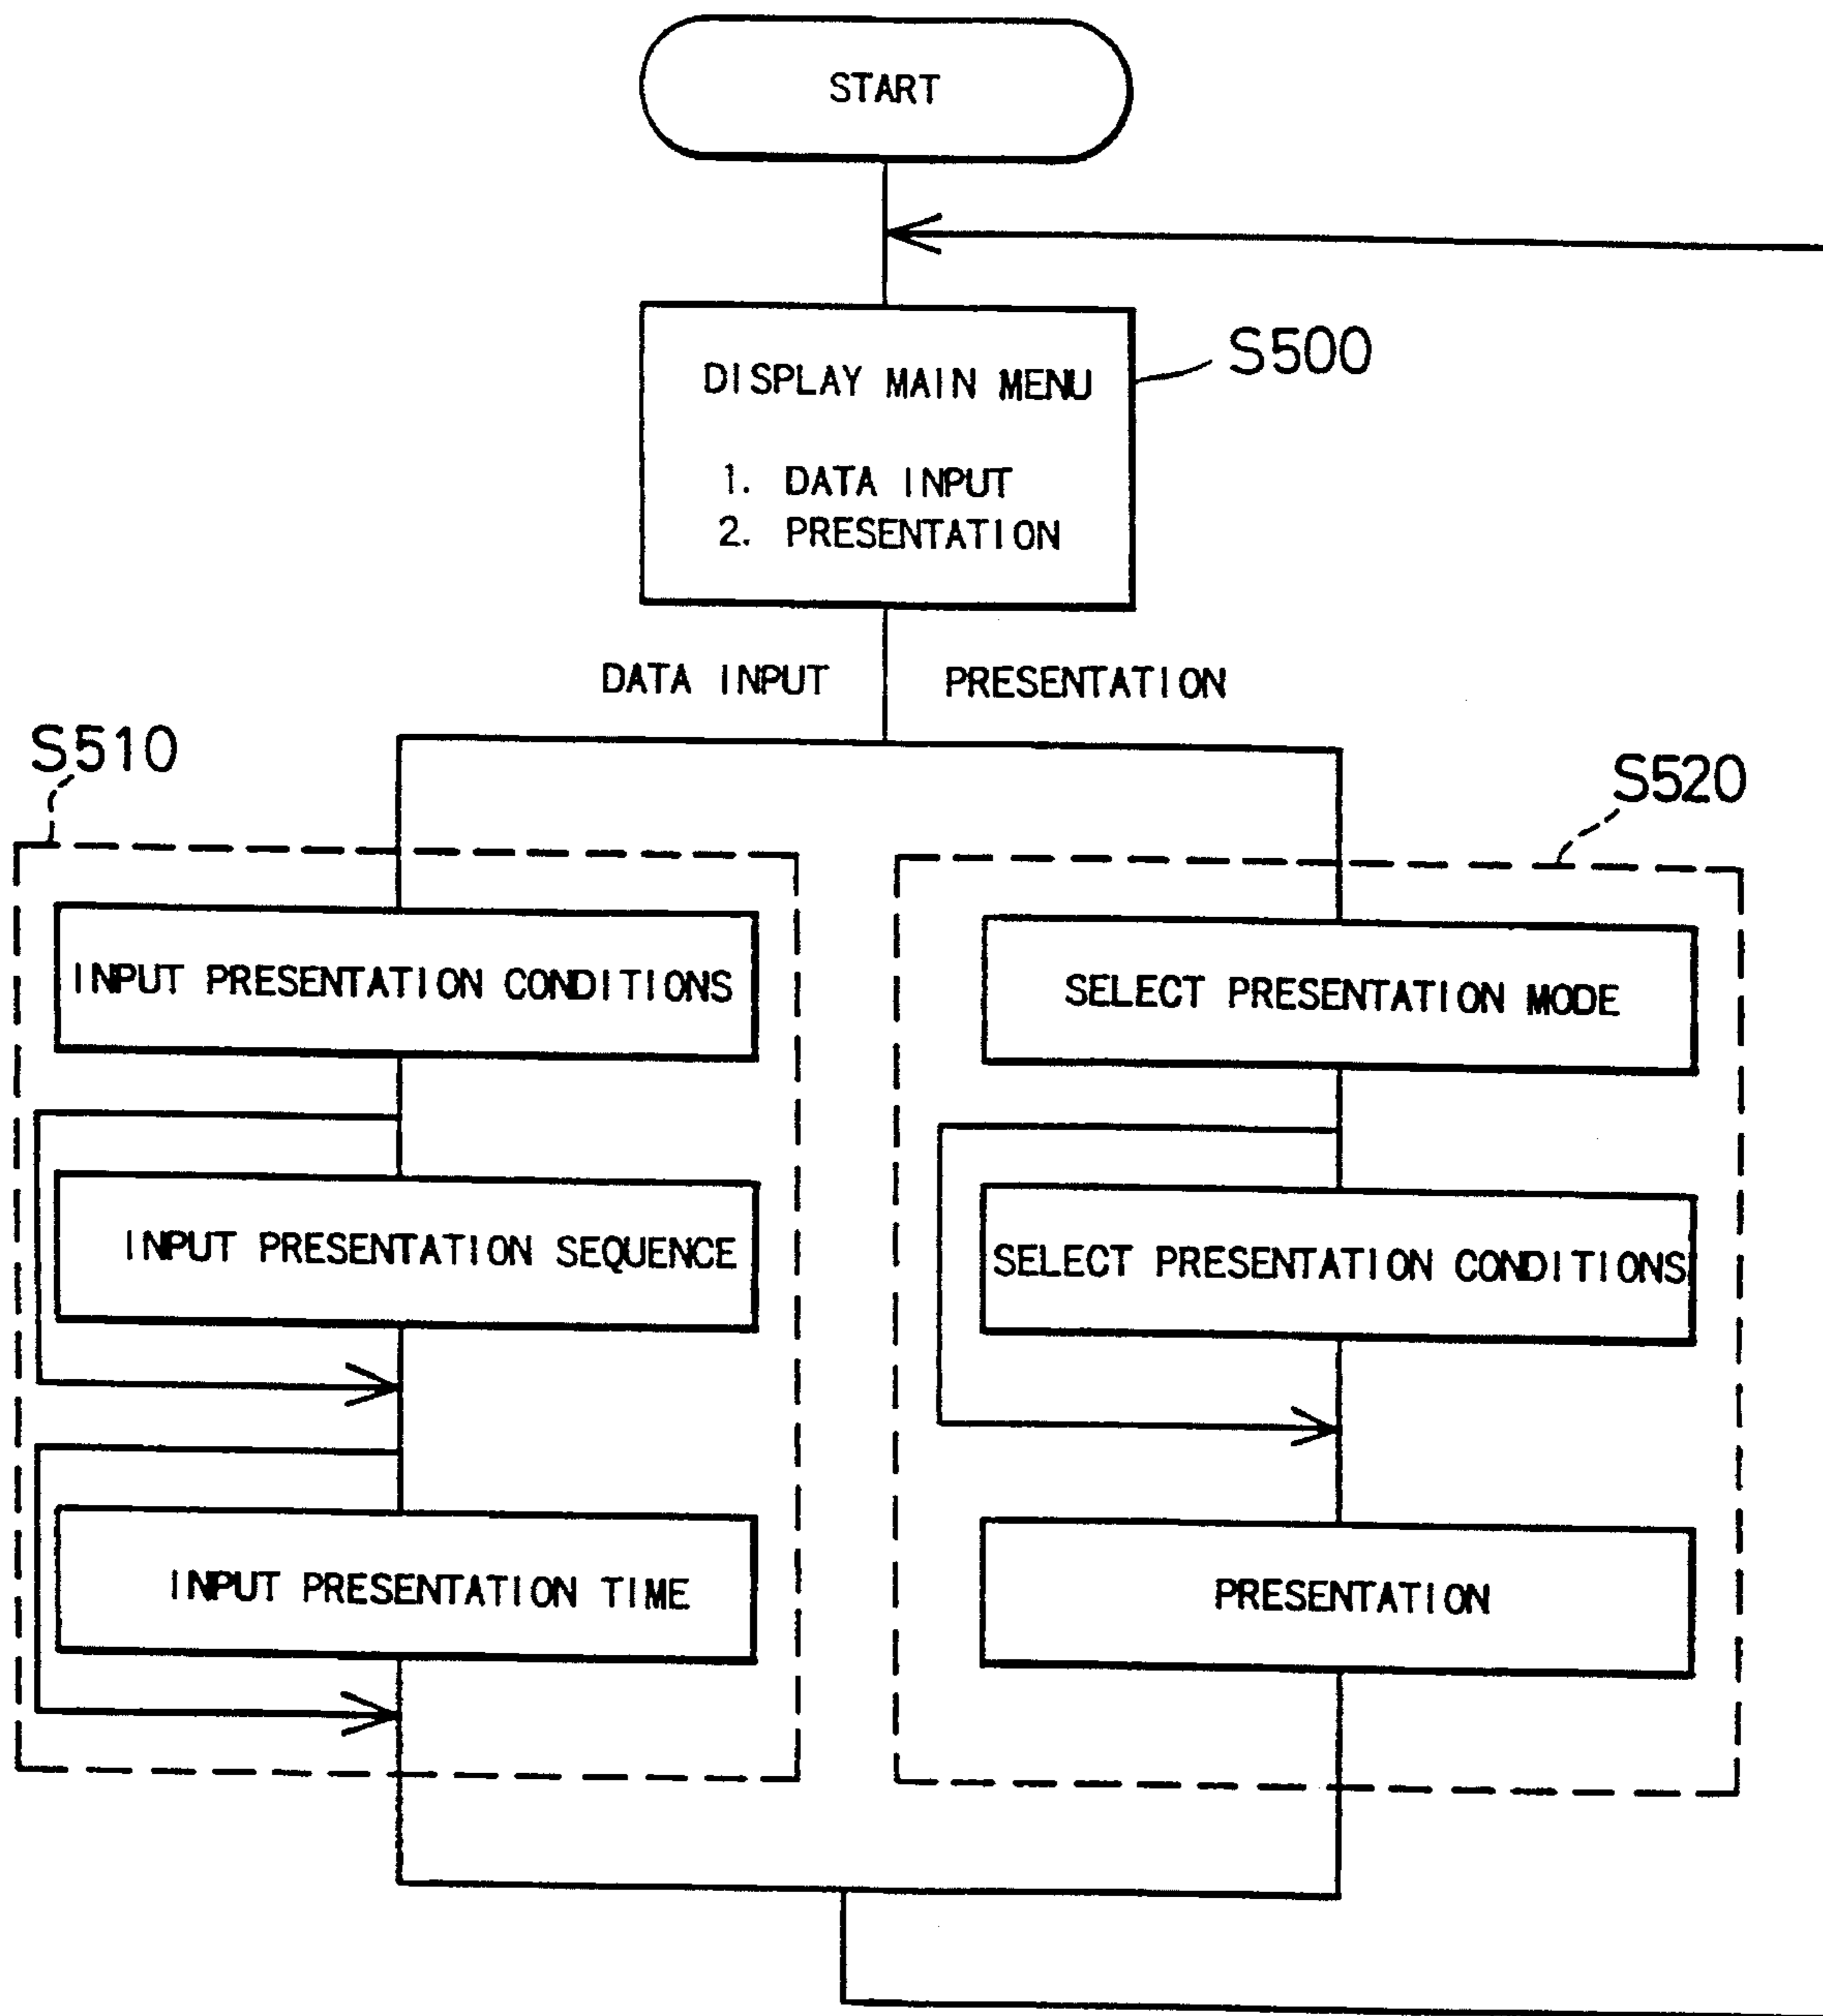 START
DISPLAY MAIN MENU
S500
1. DATA INPUT
2. PRESENTATION
DATA INPUT
PRESENTATION
S510
S520
INPUT PRESENTATION CONDITIONS
SELECT PRESENTATION MODE
INPUT PRESENTATION SEQUENCE
SELECT PRESENTATION CONDITIONS
INPUT PRESENTATION TIME
PRESENTATION